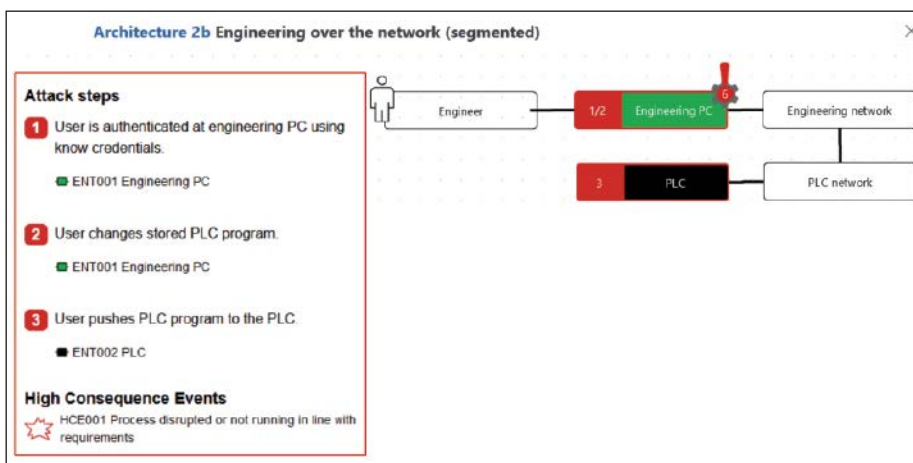 Architecture 2b Engineering over the network (segmented)
Attack steps
1 User is authenticated at engineering PC using
know credentials.
ENT001 Engineering PC
2 User changes stored PLC program.
ENT001 Engineering PC
3 User pushes PLC program to the PLC.
ENT002 PLC
High Consequence Events
HCE001 Process disrupted or not running in line with
requirements
Engineer
1/2 Engineering PC
6
Engineering network
3 PLC
PLC network